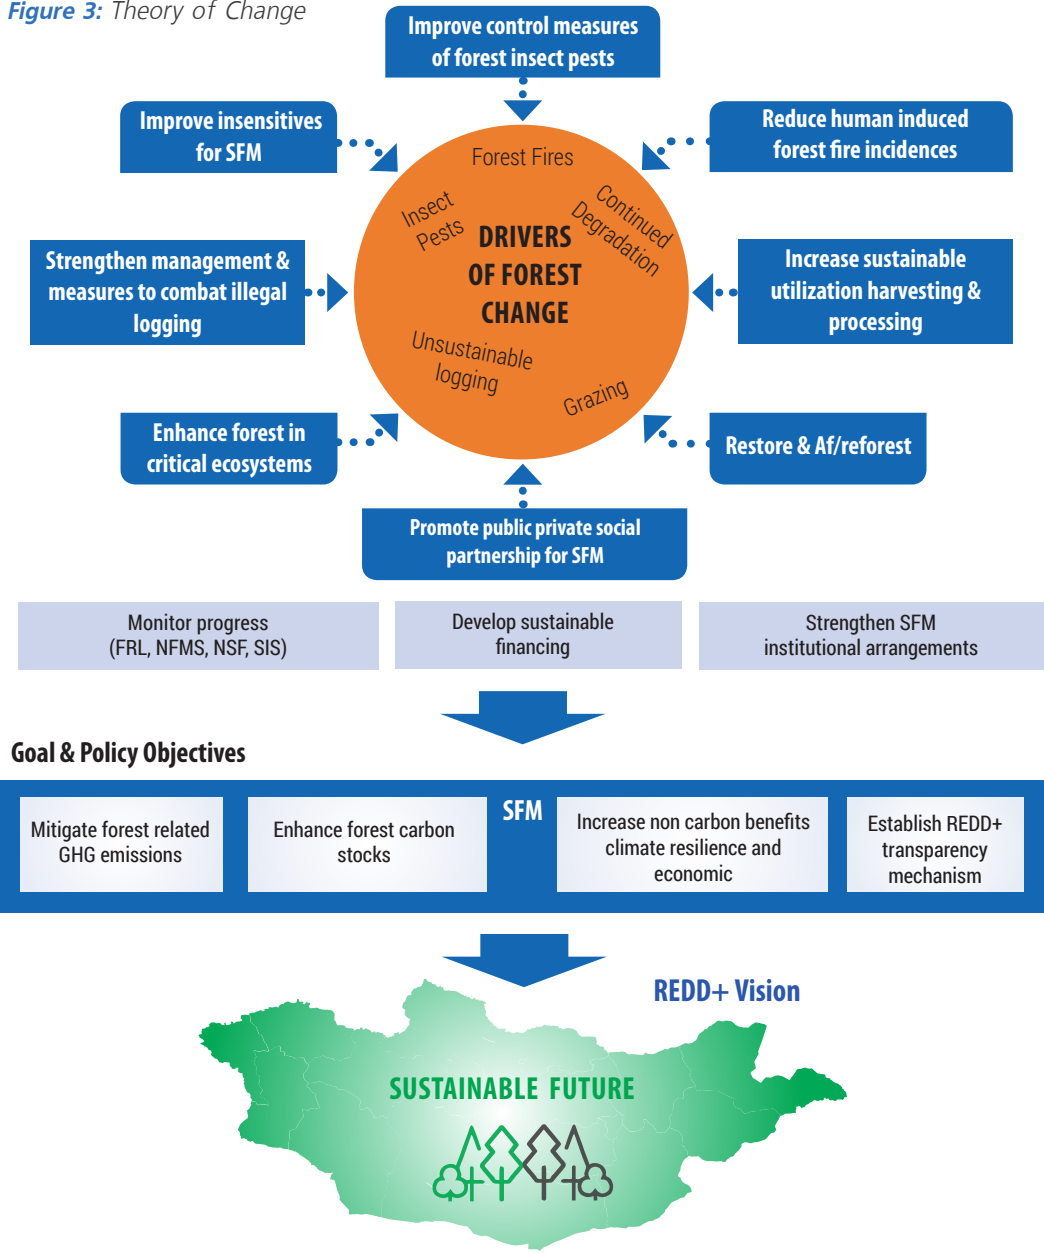 Figure 3: Theory of Change
Improve control measures
of forest insect pests
Improve insensitives
for SFM
Reduce human induced
forest fire incidences
Strengthen management &
measures to combat illegal
logging
Increase sustainable
utilization harvesting &
processing
Forest Fires
Insect
Pests
Continued
Degradation
DRIVERS
OF FOREST
CHANGE
Unsustainable
logging
Grazing
Enhance forest in
critical ecosystems
Restore & Af/reforest
Promote public private social
partnership for SFM
Monitor progress
(FRL, NFMS, NSF, SIS)
Develop sustainable
financing
Strengthen SFM
institutional arrangements
Goal & Policy Objectives
Mitigate forest related
GHG emissions
Enhance forest carbon
stocks
SFM
Increase non carbon benefits
climate resilience and
economic
Establish REDD+
transparency
mechanism
REDD+ Vision
SUSTAINABLE FUTURE